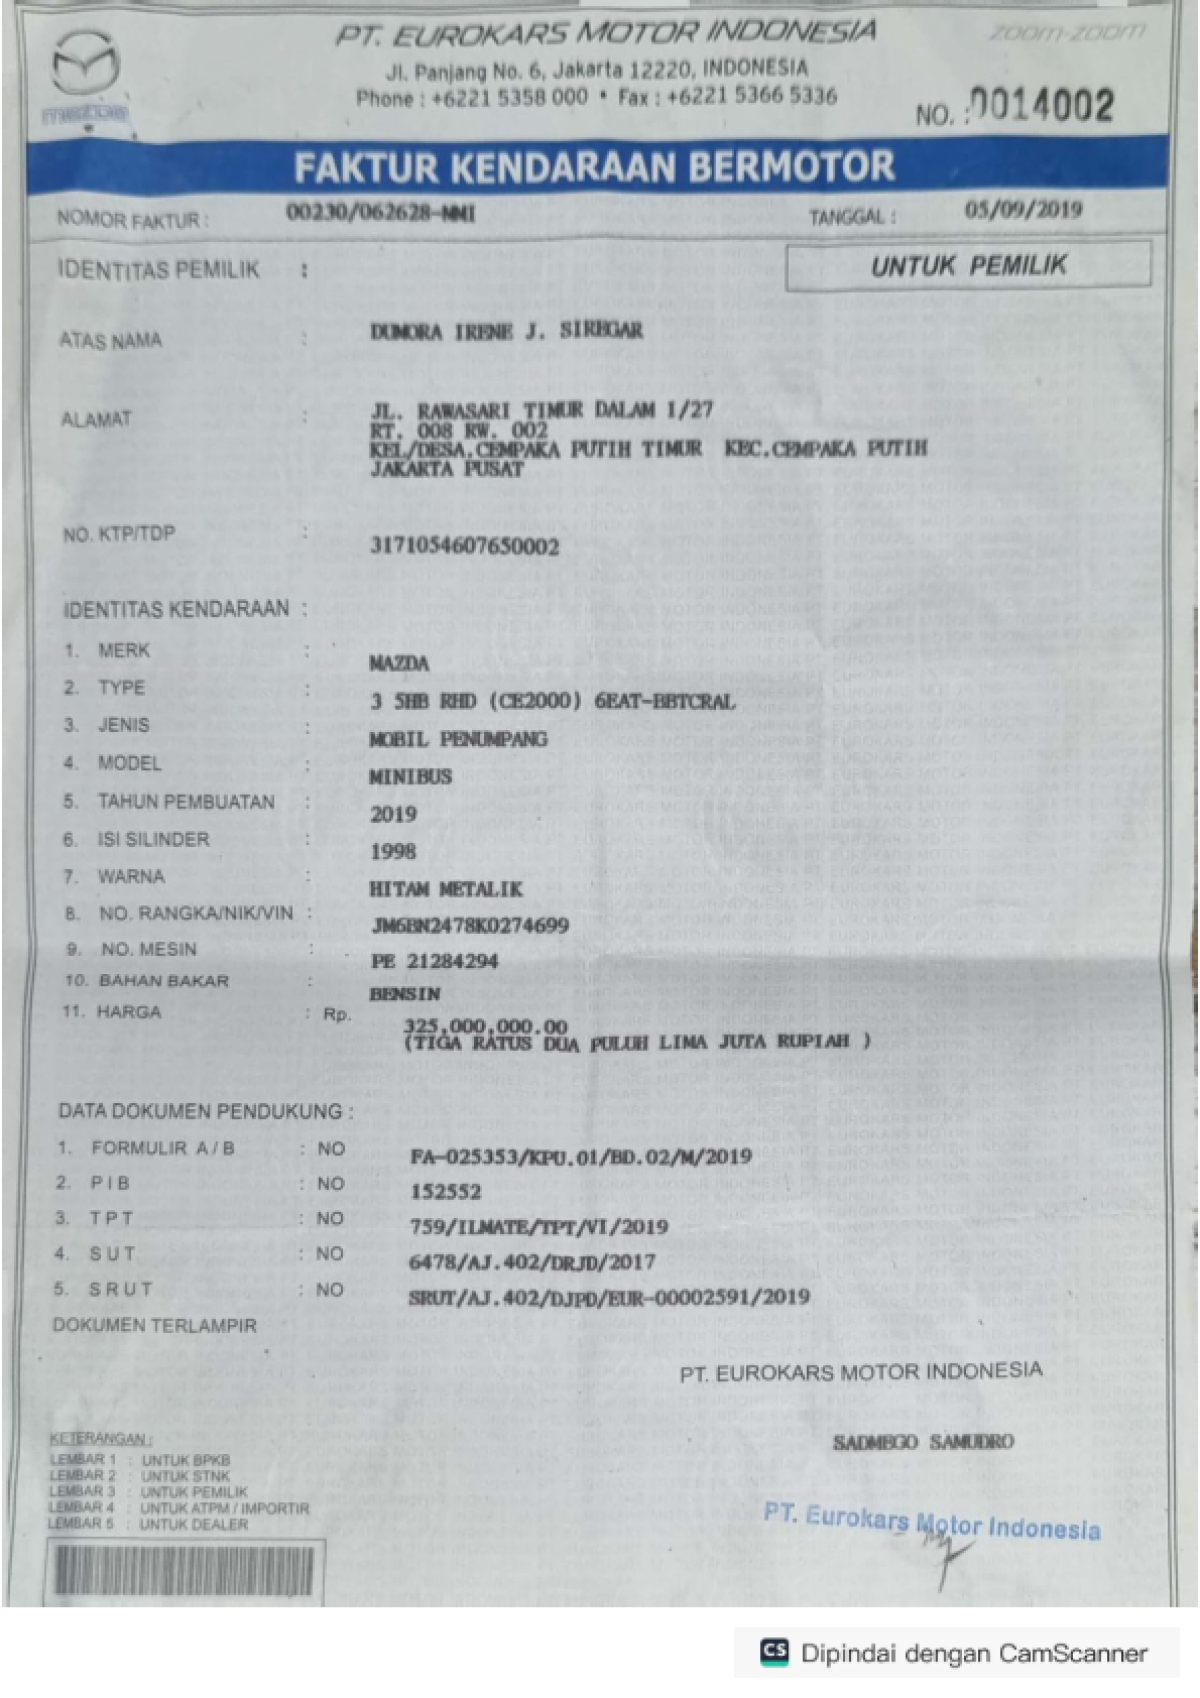 PT. EUROKARS MOTOR INDONESIA
zoom-zoom
Jl. Panjang No. 6, Jakarta 12220, INDONESIA
Phone : +6221 5358 000 • Fax : +6221 5366 5336
mazda
NO. : 0014002
FAKTUR KENDARAAN BERMOTOR
NOMOR FAKTUR : 00230/062628-MMI TANGGAL : 05/09/2019
IDENTITAS PEMILIK : UNTUK PEMILIK
ATAS NAMA : DUMORA IRENE J. SIREGAR
ALAMAT : JL. RAWASARI TIMUR DALAM 1/27
RT. 008 RW. 002
KEL/DESA.CEMPAKA PUTIH TIMUR KEC.CEMPAKA PUTIH
JAKARTA PUSAT
NO. KTP/TDP : 3171054607650002
IDENTITAS KENDARAAN :
1. MERK : MAZDA
2. TYPE : 3 5HB RHD (CE2000) 6EAT-BBTCRAL
3. JENIS : MOBIL PENUMPANG
4. MODEL : MINIBUS
5. TAHUN PEMBUATAN : 2019
6. ISI SILINDER : 1998
7. WARNA : HITAM METALIK
8. NO. RANGKA/NIK/VIN : JM6BN2478K0274699
9. NO. MESIN : PE 21284294
10. BAHAN BAKAR : BENSIN
11. HARGA : Rp. 325,000,000.00
(TIGA RATUS DUA PULUH LIMA JUTA RUPIAH )
DATA DOKUMEN PENDUKUNG :
1. FORMULIR A / B : NO FA-025353/KPU.01/BD.02/M/2019
2. P I B : NO 152552
3. T P T : NO 759/ILMATE/TPT/VI/2019
4. S U T : NO 6478/AJ.402/DRJD/2017
5. S R U T : NO SRUT/AJ.402/DJPD/EUR-00002591/2019
DOKUMEN TERLAMPIR
PT. EUROKARS MOTOR INDONESIA
SADMEGO SAMUDRO
PT. Eurokars Motor Indonesia
KETERANGAN :
LEMBAR 1 : UNTUK BPKB
LEMBAR 2 : UNTUK STNK
LEMBAR 3 : UNTUK PEMILIK
LEMBAR 4 : UNTUK ATPM / IMPORTIR
LEMBAR 5 : UNTUK DEALER
CS Dipindai dengan CamScanner